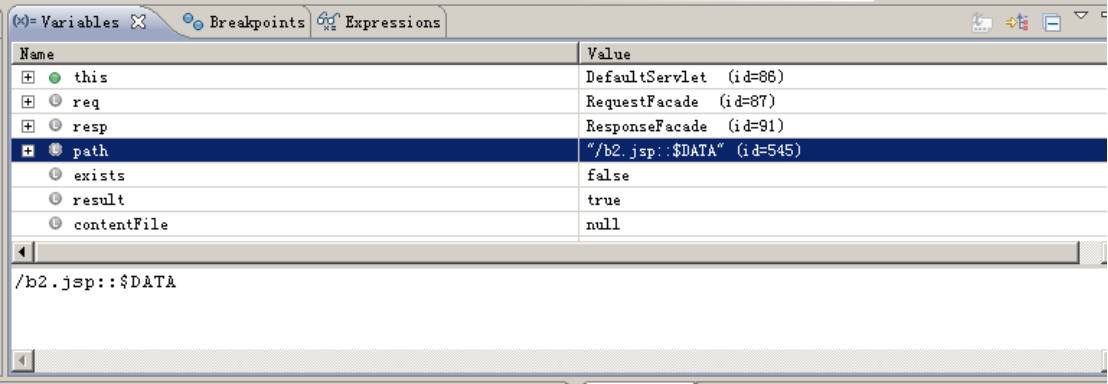 (x)= Variables Breakpoints Expressions
Name Value
this DefaultServlet (id=86)
req RequestFacade (id=87)
resp ResponseFacade (id=91)
path "/b2.jsp::$DATA" (id=545)
exists false
result true
contentFile null
/b2.jsp::$DATA